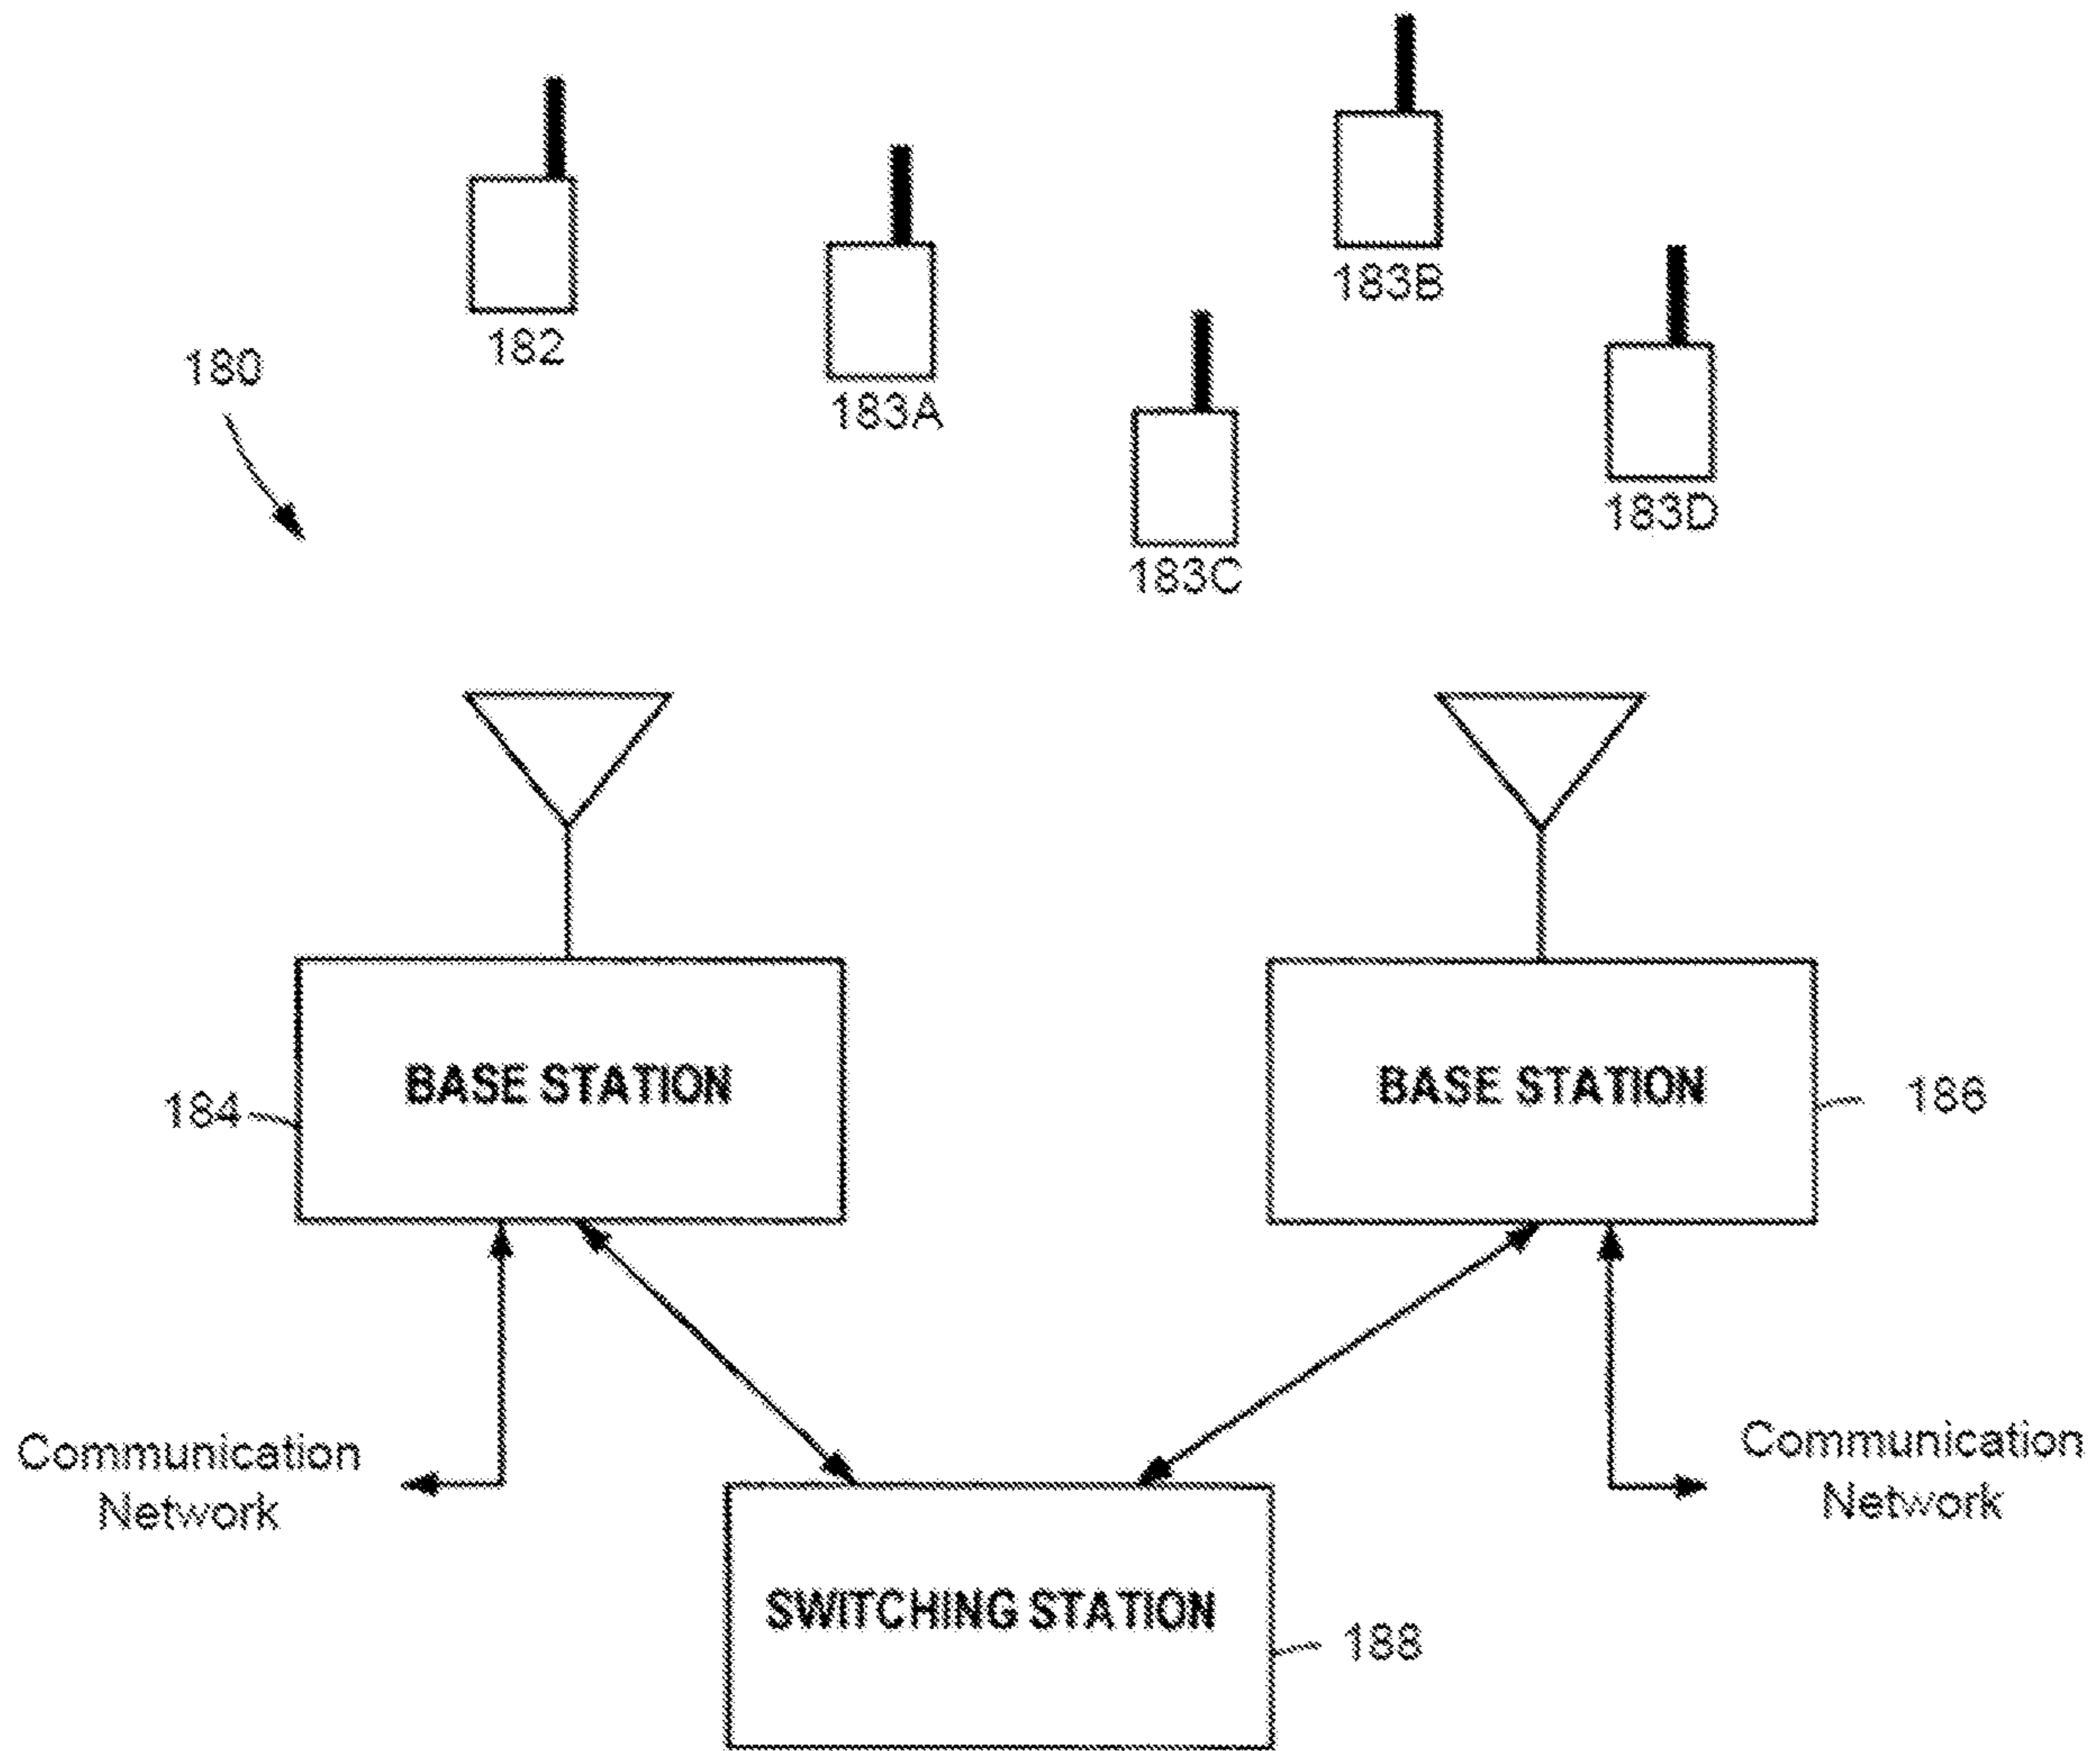 183B
182
180
183A
183D
183C
BASE STATION
BASE STATION
184
186
Communication
Network
Communication
Network
SWITCHING STATION
188